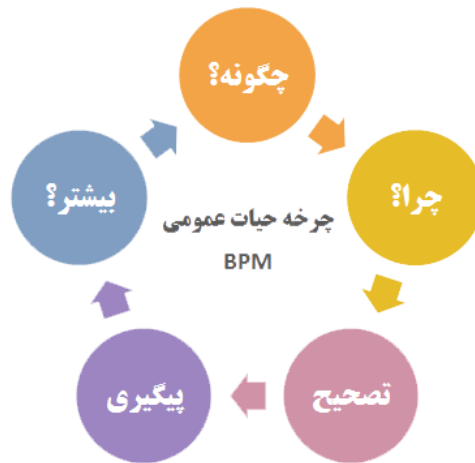 چگونه؟
چرا؟
تصحیح
پیگیری
بیشتر؟
چرخه حیات عمومی
BPM